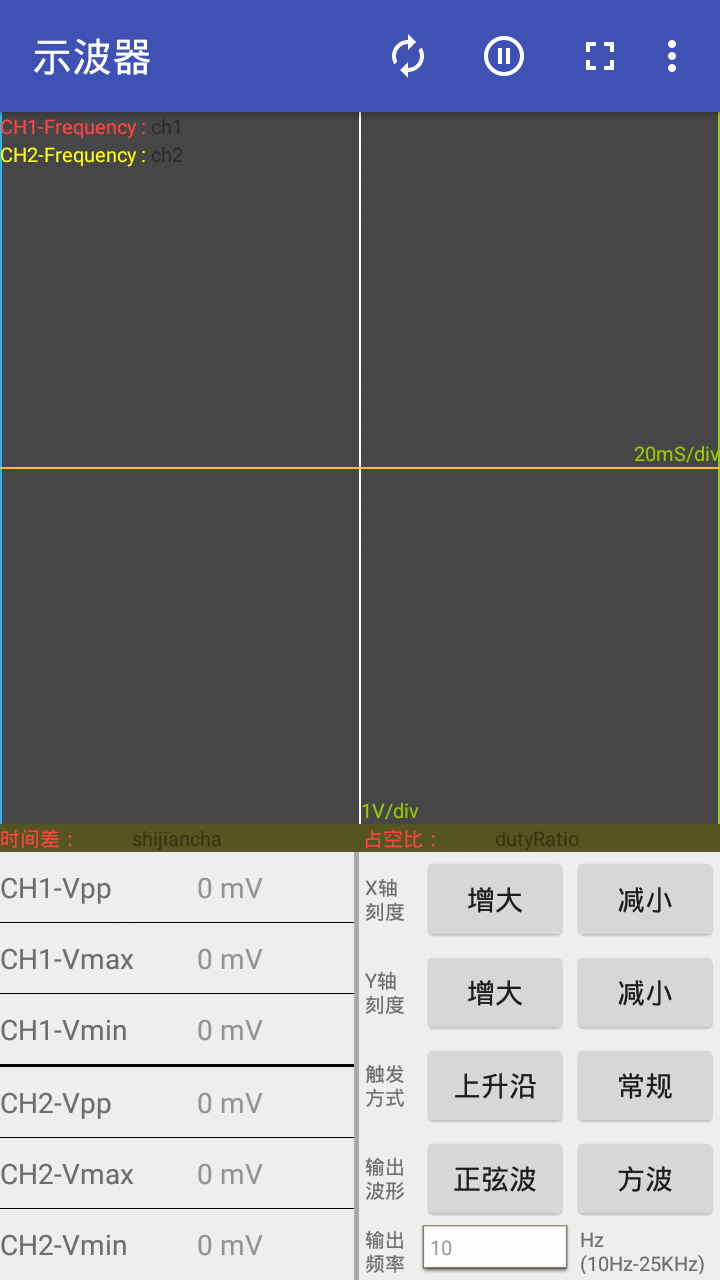 示波器
CH1-Frequency : ch1
CH2-Frequency : ch2
20mS/div
1V/div
时间差： shijiancha 占空比： dutyRatio
CH1-Vpp 0 mV
CH1-Vmax 0 mV
CH1-Vmin 0 mV
CH2-Vpp 0 mV
CH2-Vmax 0 mV
CH2-Vmin 0 mV
X轴
刻度
增大 减小
Y轴
刻度
增大 减小
触发
方式
上升沿 常规
输出
波形
正弦波 方波
输出
频率
10
Hz
(10Hz-25KHz)